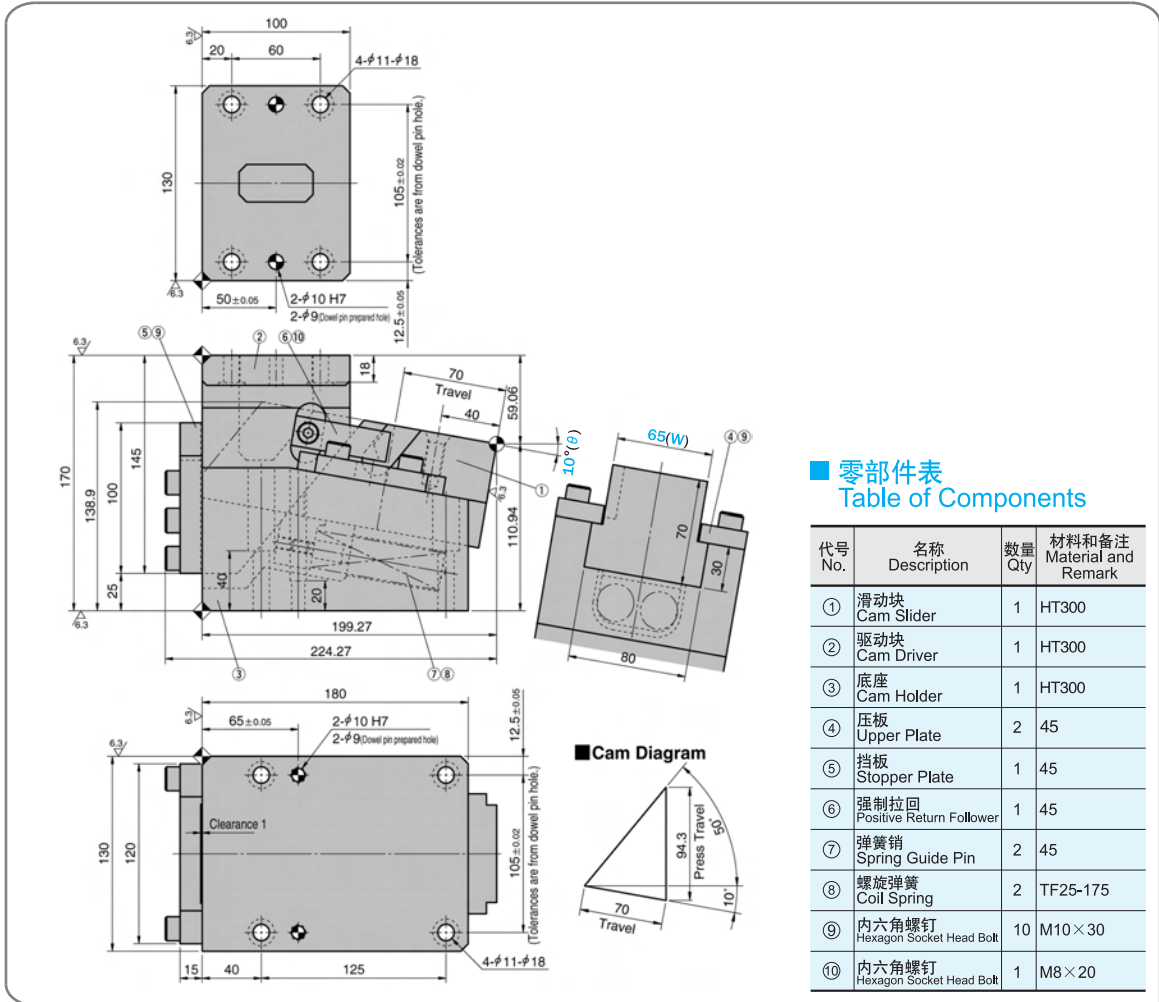 100
6.3
20
60
4-φ11-φ18
130
105±0.02
(Tolerances are from dowel pin hole.)
6.3
50±0.05
2-φ10 H7
2-φ9(Dowel pin prepared hole)
12.5±0.05
⑤⑨
②
⑥⑩
6.3
18
70
Travel
40
59.06
10°(θ)
65(W)
④⑨
170
138.9
100
145
①
6.3
110.94
70
30
25
40
20
6.3
199.27
224.27
80
③
⑦⑧
180
6.3
65±0.05
2-φ10 H7
2-φ9(Dowel pin prepared hole)
12.5±0.05
6.3
Clearance 1
130
120
105±0.02
(Tolerances are from dowel pin hole.)
15
40
125
4-φ11-φ18
■Cam Diagram
50°
94.3
Press Travel
10°
70
Travel
■ 零部件表
Table of Components
代号 名称 数量 材料和备注
No. Description Qty Material and
Remark
① 滑动块 1 HT300
Cam Slider
② 驱动块 1 HT300
Cam Driver
③ 底座 1 HT300
Cam Holder
④ 压板 2 45
Upper Plate
⑤ 挡板 1 45
Stopper Plate
⑥ 强制拉回 1 45
Positive Return Follower
⑦ 弹簧销 2 45
Spring Guide Pin
⑧ 螺旋弹簧 2 TF25-175
Coil Spring
⑨ 内六角螺钉 10 M10×30
Hexagon Socket Head Bolt
⑩ 内六角螺钉 1 M8×20
Hexagon Socket Head Bolt